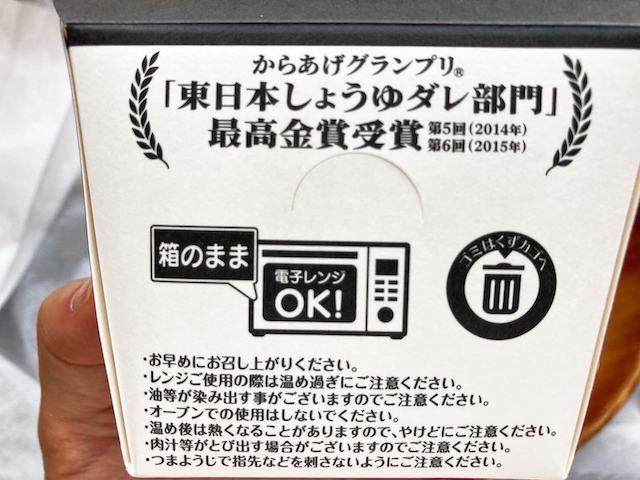 からあげグランプリ®
「東日本しょうゆダレ部門」
最高金賞受賞
第5回(2014年)
第6回(2015年)
箱のまま
電子レンジ
OK!
ゴミはくずカゴへ
・お早めにお召し上がりください。
・レンジご使用の際は温め過ぎにご注意ください。
・油等が染み出す事がございますのでご注意ください。
・オーブンでの使用はしないでください。
・温め後は熱くなることがありますので、やけどにご注意ください。
・肉汁等がとび出す場合がございますのでご注意ください。
・つまようじで指先などを刺さないようにご注意ください。